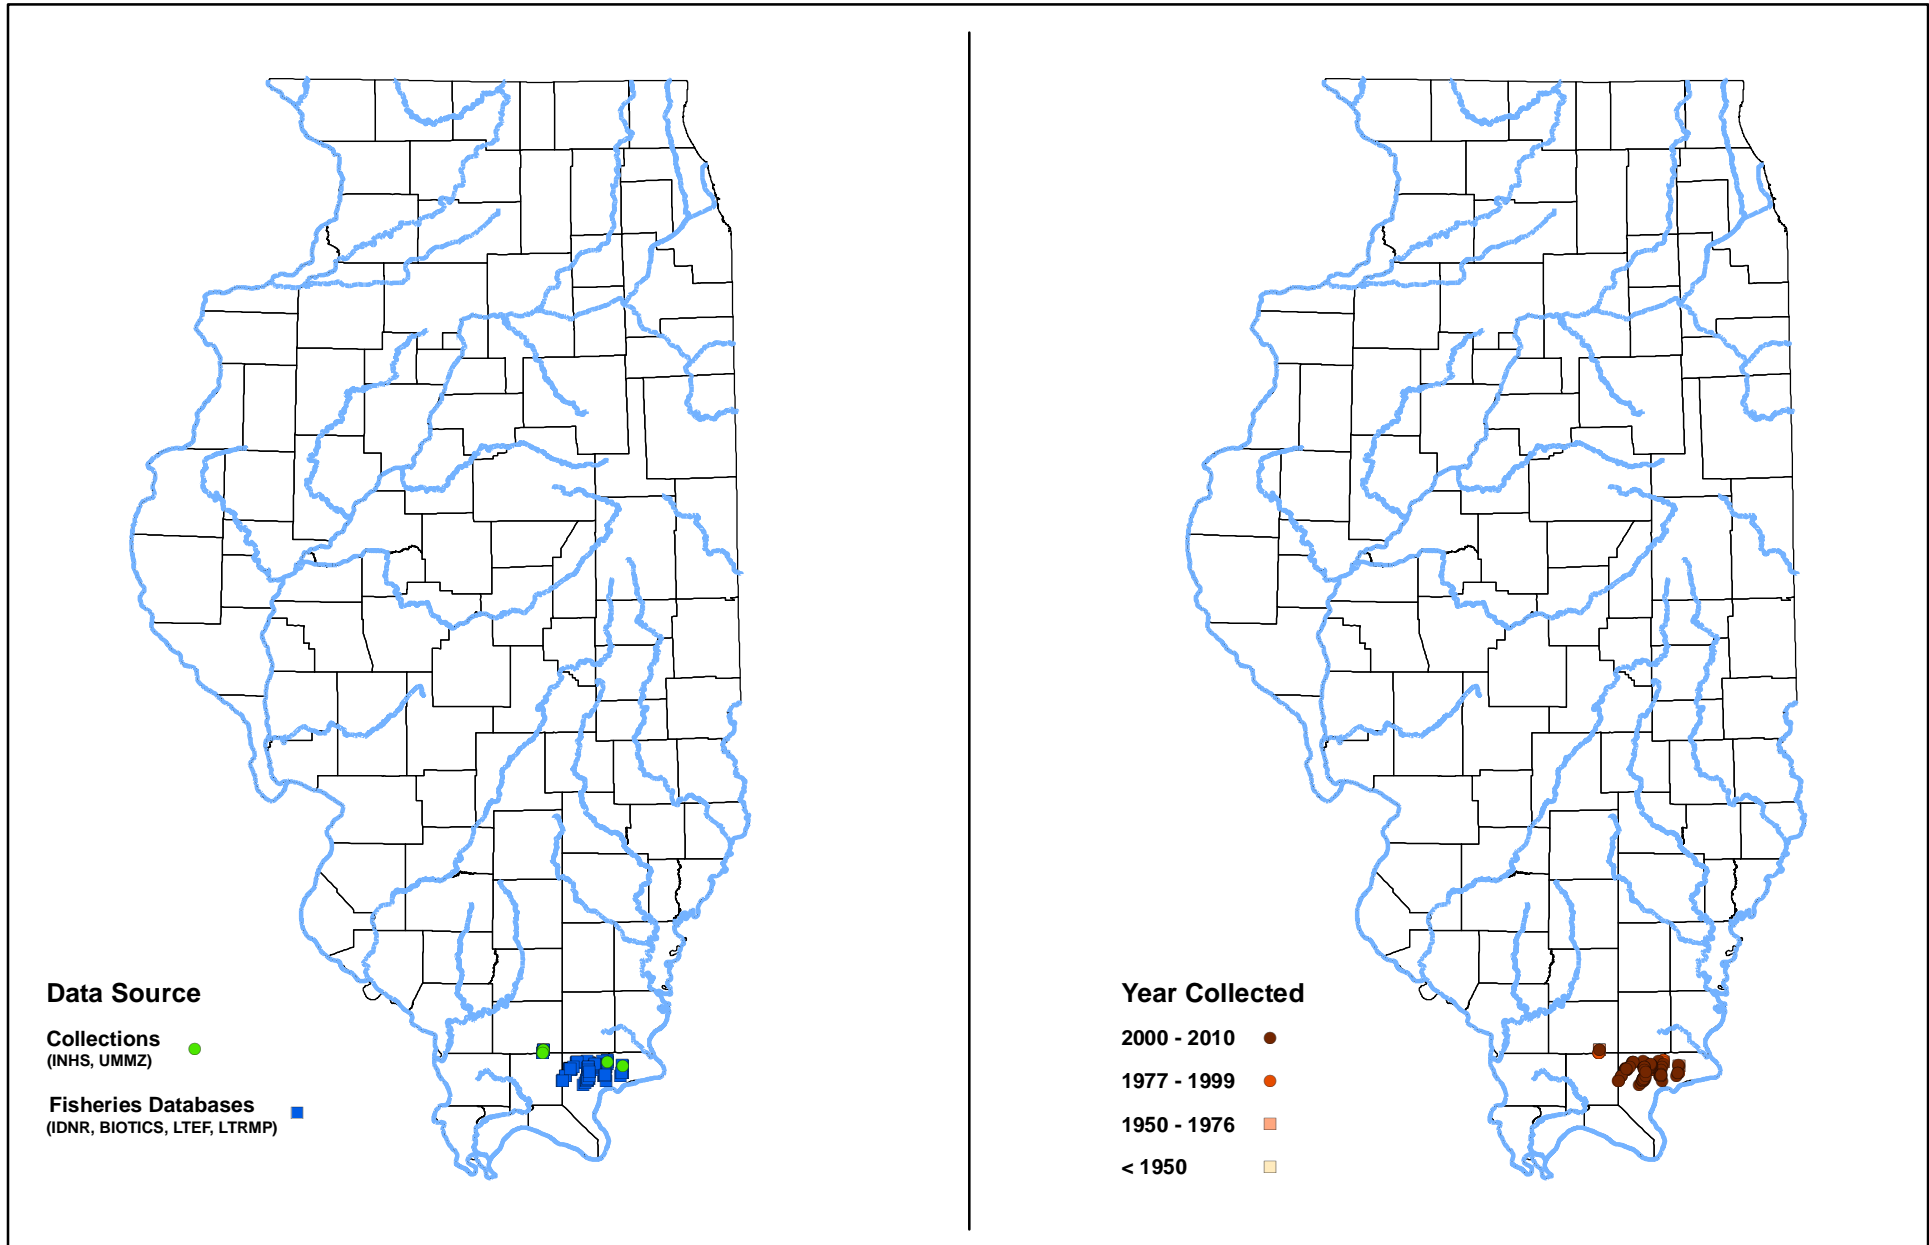 Data Source
Collections
(INHS, UMMZ)
Fisheries Databases
(IDNR, BIOTICS, LTEF, LTRMP)
Year Collected
2000 - 2010
1977 - 1999
1950 - 1976
< 1950